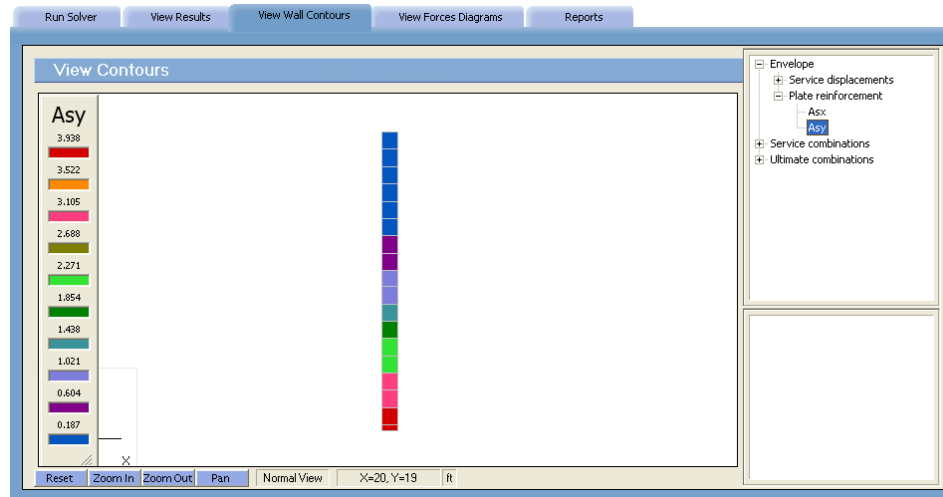 Run Solver
View Results
View Wall Contours
View Forces Diagrams
Reports
View Contours
Asy
3.938
3.522
3.105
2.688
2.271
1.854
1.438
1.021
0.604
0.187
X
Reset
Zoom In
Zoom Out
Pan
Normal View
X=20, Y=19
ft
Envelope
Service displacements
Plate reinforcement
Asx
Asy
Service combinations
Ultimate combinations